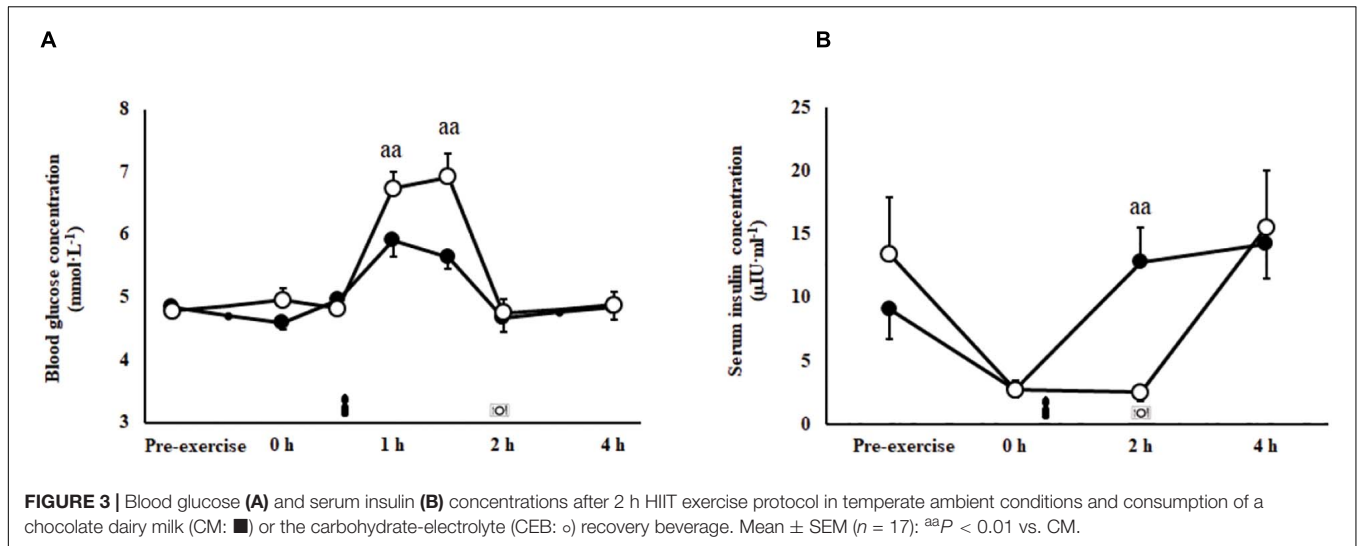 A
B
8
7
6
5
4
3
Blood glucose concentration
(mmol·L⁻¹)
aa
aa
Pre-exercise 0 h 1 h 2 h 4 h
25
20
15
10
5
0
Serum insulin concentration
(µIU·ml⁻¹)
aa
Pre-exercise 0 h 2 h 4 h
FIGURE 3 | Blood glucose (A) and serum insulin (B) concentrations after 2 h HIIT exercise protocol in temperate ambient conditions and consumption of a
chocolate dairy milk (CM: ■) or the carbohydrate-electrolyte (CEB: ○) recovery beverage. Mean ± SEM (n = 17): ᵃᵃP < 0.01 vs. CM.